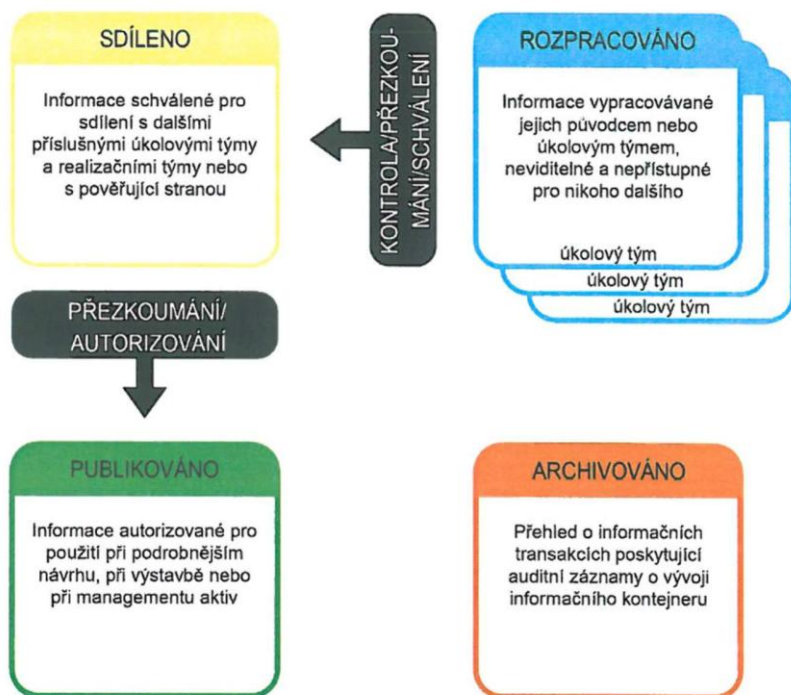 SDÍLENO
Informace schválené pro
sdílení s dalšími
příslušnými úkolovými týmy
a realizačními týmy nebo
s pověřující stranou
KONTROLA/PŘEZKOU-
MÁNÍ/SCHVÁLENÍ
ROZPRACOVÁNO
Informace vypracovávané
jejich původcem nebo
úkolovým týmem,
neviditelné a nepřístupné
pro nikoho dalšího
úkolový tým
úkolový tým
úkolový tým
PŘEZKOUMÁNÍ/
AUTORIZOVÁNÍ
PUBLIKOVÁNO
Informace autorizované pro
použití při podrobnějším
návrhu, při výstavbě nebo
při managementu aktiv
ARCHIVOVÁNO
Přehled o informačních
transakcích poskytující
auditní záznamy o vývoji
informačního kontejneru